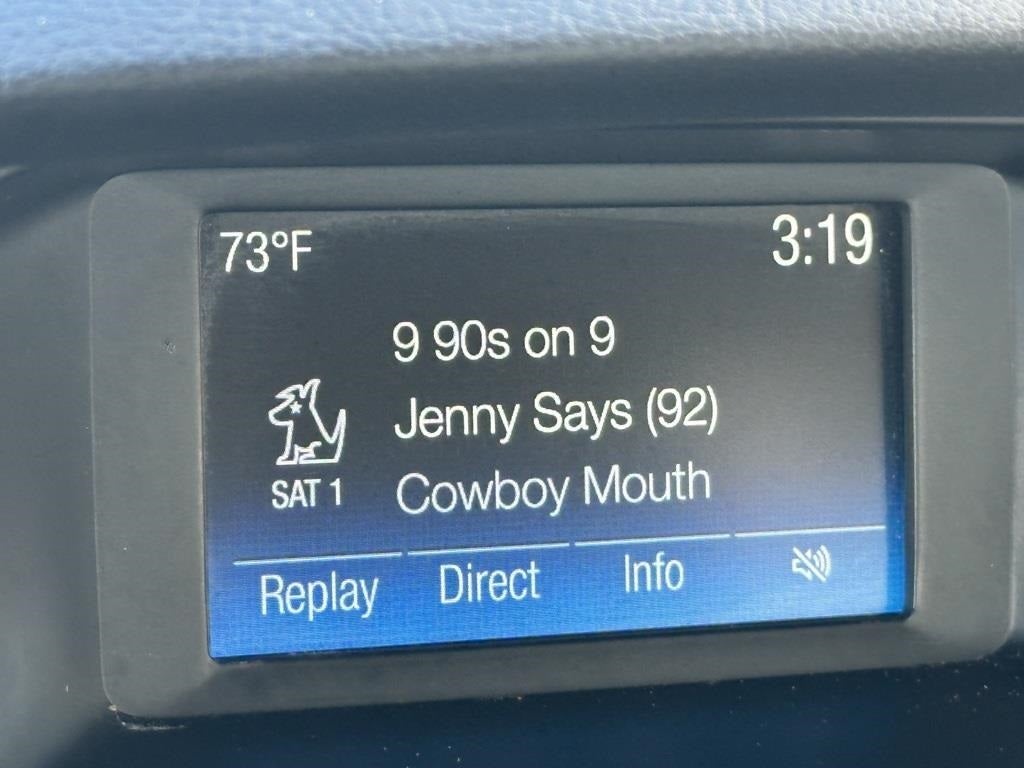 73°F 3:19
9 90s on 9
Jenny Says (92)
SAT 1 Cowboy Mouth
Replay Direct Info